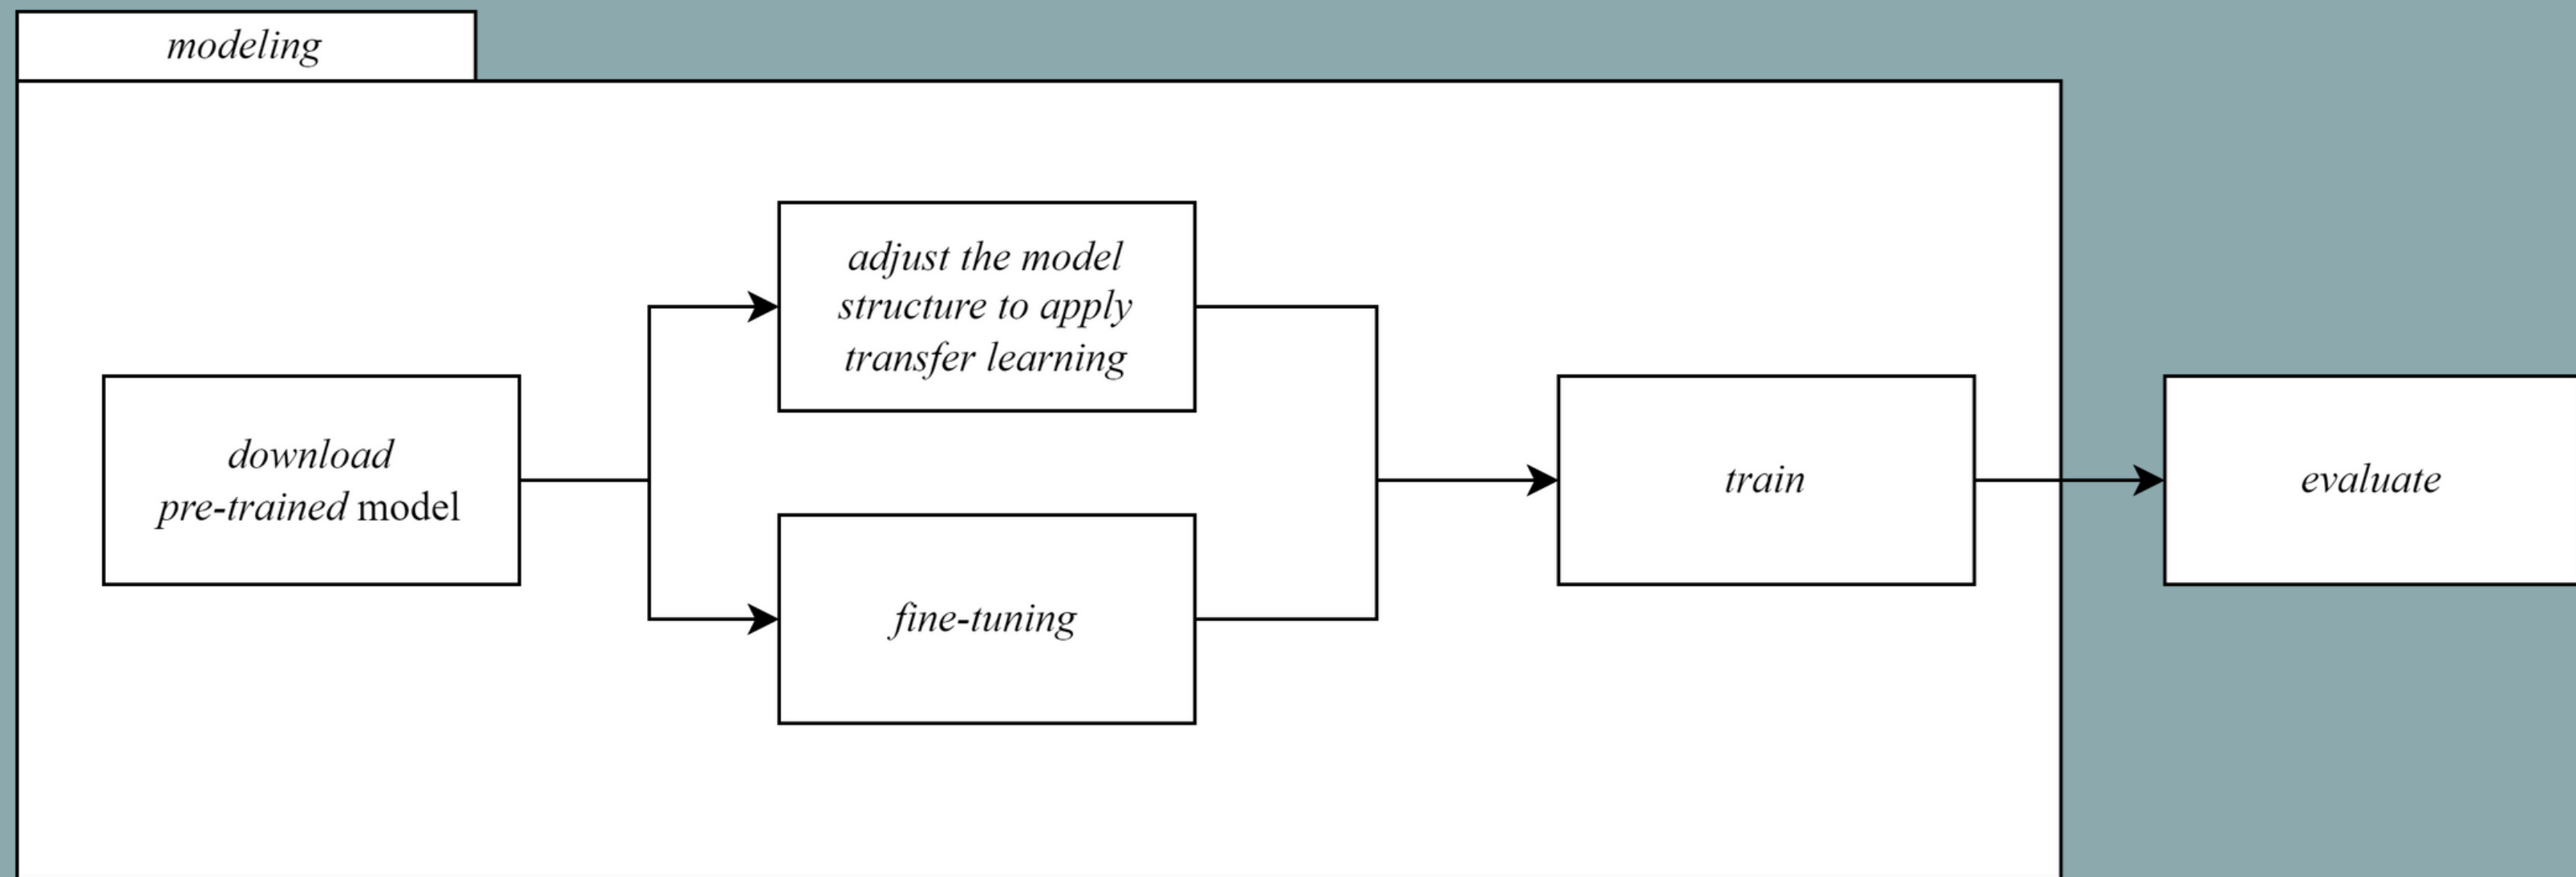 modeling
adjust the model
structure to apply
transfer learning
download
pre-trained model
fine-tuning
train
evaluate